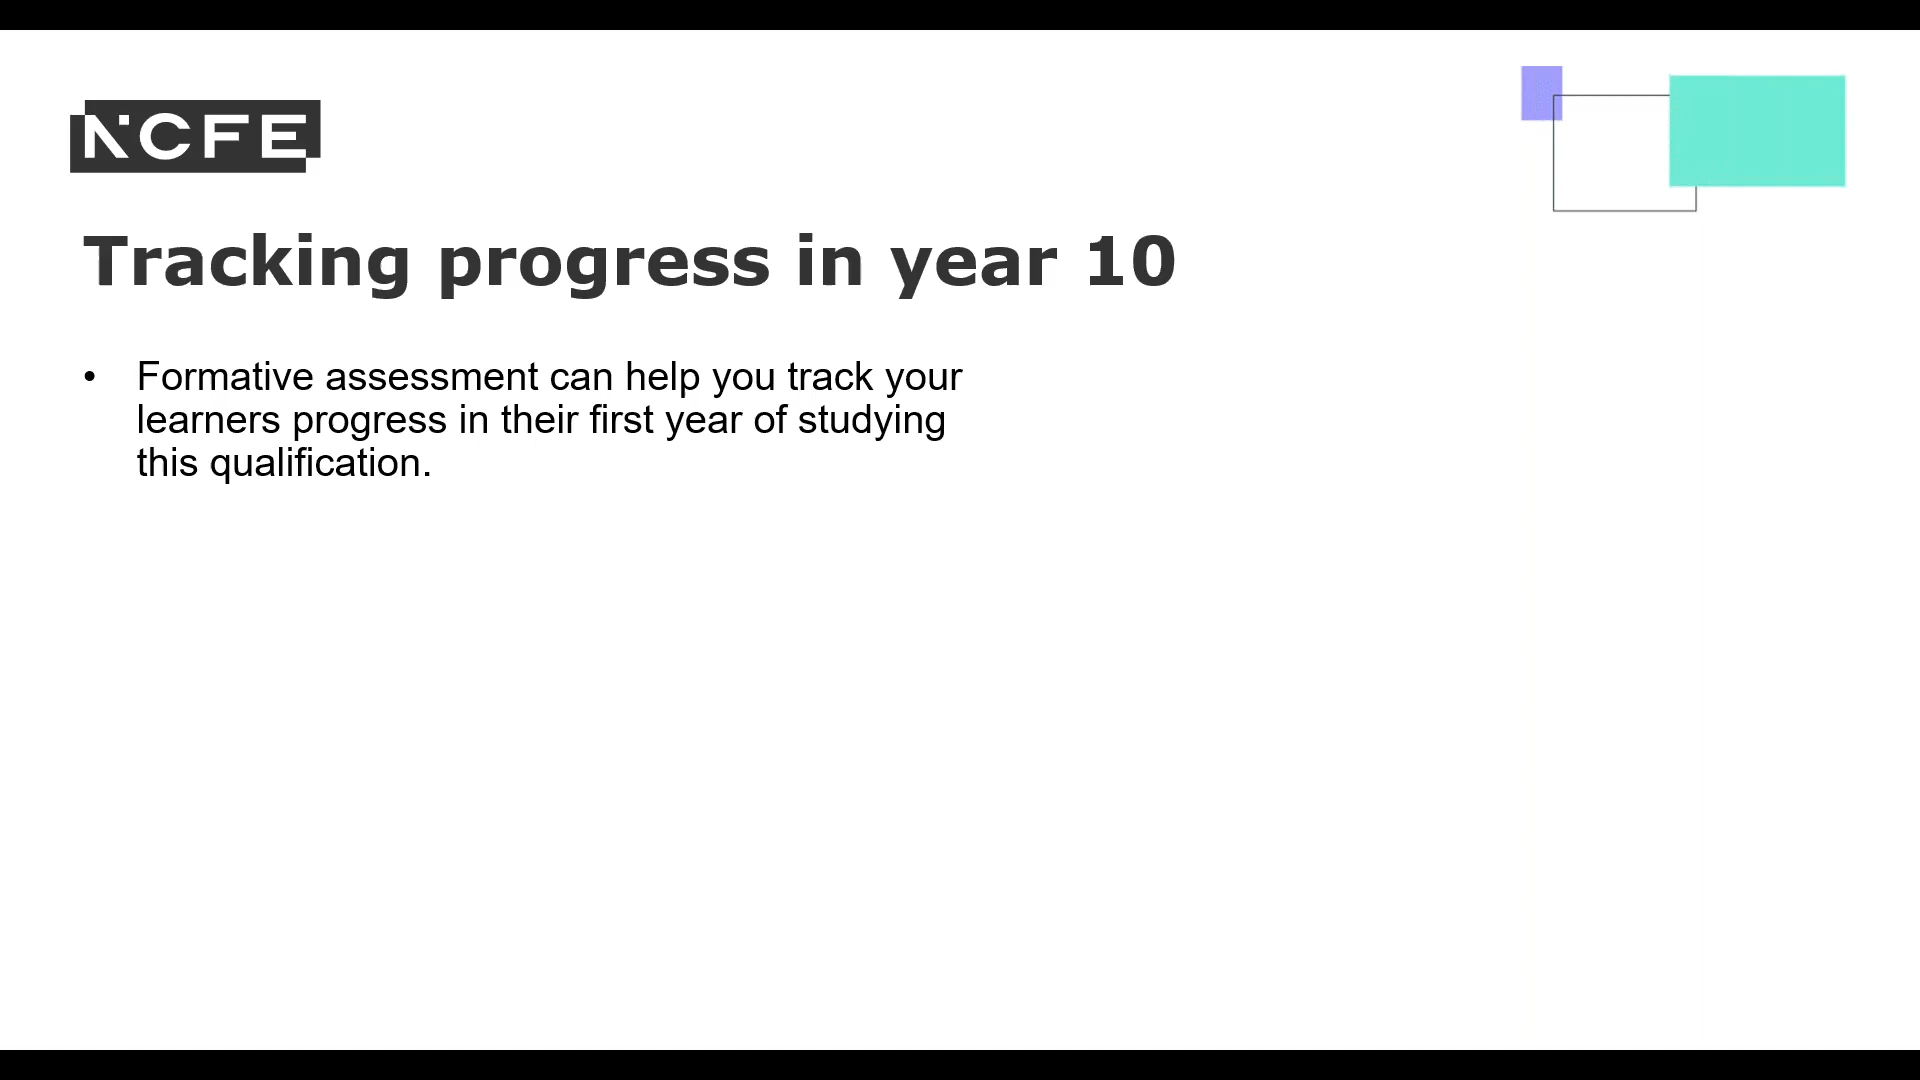 NCFE
Tracking progress in year 10
• Formative assessment can help you track your
learners progress in their first year of studying
this qualification.